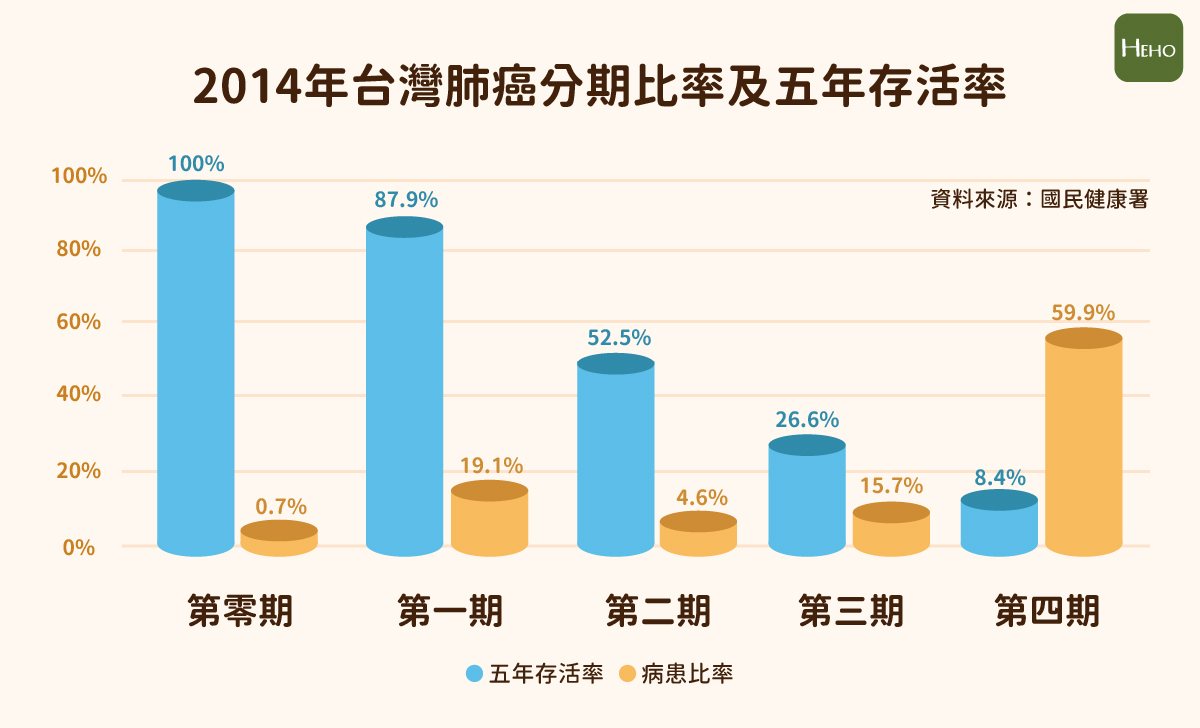 HEHO
2014年台灣肺癌分期比率及五年存活率
資料來源：國民健康署
100%
80%
60%
40%
20%
0%
100%
0.7%
87.9%
19.1%
52.5%
4.6%
26.6%
15.7%
8.4%
59.9%
第零期
第一期
第二期
第三期
第四期
五年存活率
病患比率